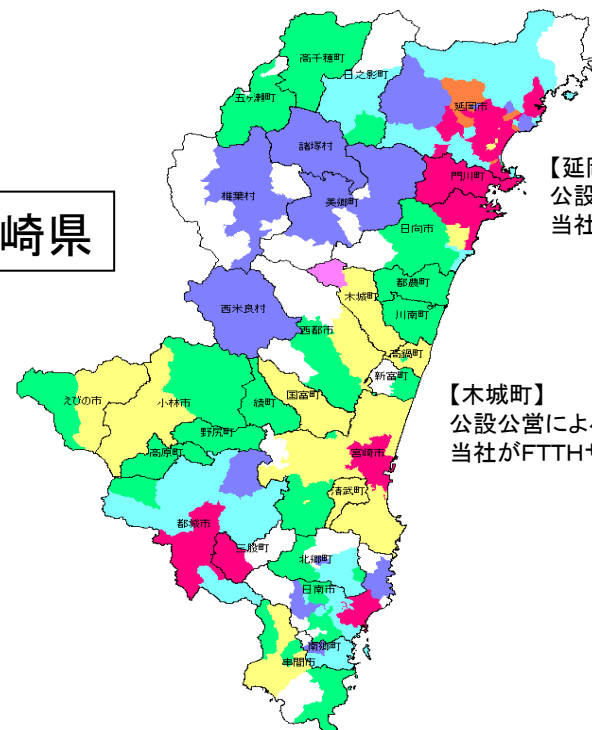 高千穂町
日之影町
延岡市
五ヶ瀬町
諸塚村
【延岡
公設
当社
椎葉村
美郷町
門川町
崎県
日向市
都農町
木城町
西米良村
川南町
西都市
高鍋町
新富町
えびの市
小林市
国富町
綾町
【木城町】
公設公営によ
当社がFTTHサ
野尻町
高原町
宮崎市
清武町
都城市
三股町
北郷町
日南市
南郷町
串間市